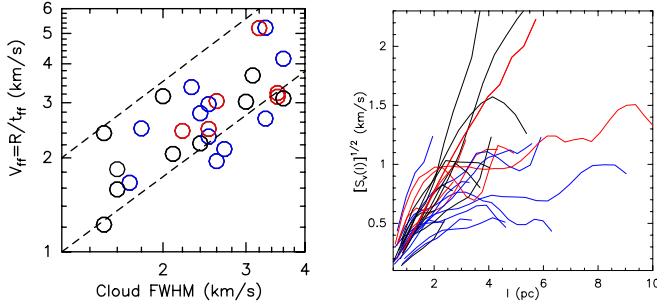 6
5
4
3
2
1
V_ff=R/t_ff (km/s)
2 3 4
Cloud FWHM (km/s)
2
1.5
1
0.5
[S_v(l)]^1/2 (km/s)
2 4 6 8 10
l (pc)